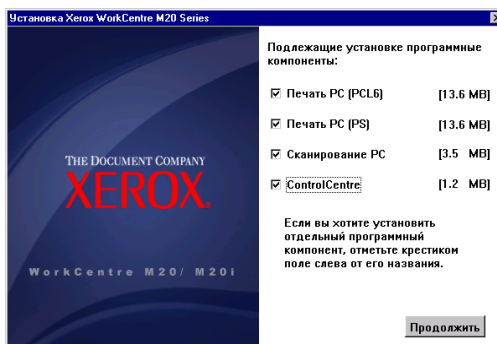 Установка Xerox WorkCentre M20 Series
Подлежащие установке программные
компоненты:
Печать PC (PCL6) [13.6 MB]
Печать PC (PS) [13.6 MB]
Сканирование PC [3.5 MB]
ControlCentre [1.2 MB]
THE DOCUMENT COMPANY
XEROX.
WorkCentre M20/ M20i
Если вы хотите установить
отдельный программный
компонент, отметьте крестиком
поле слева от его названия.
Продолжить